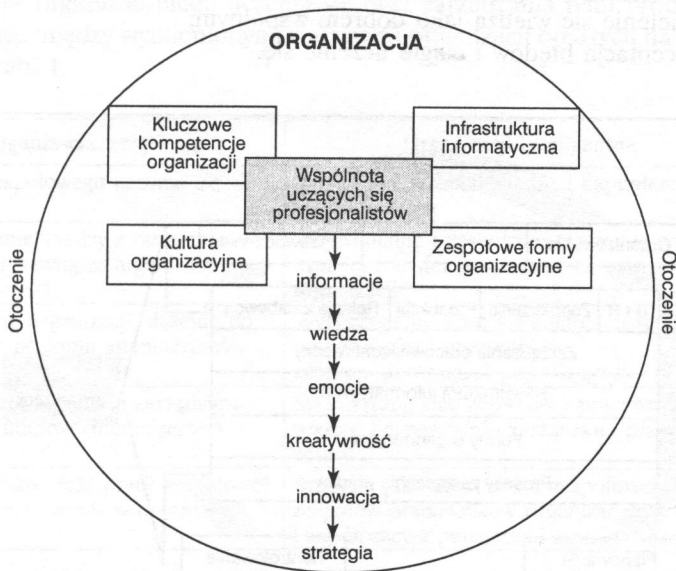 ORGANIZACJA
Kluczowe
kompetencje
organizacji
Infrastruktura
informatyczna
Wspólnota
uczących się
profesjonalistów
Kultura
organizacyjna
Zespołowe formy
organizacyjne
Otoczenie
Otoczenie
informacje
wiedza
emocje
kreatywność
innowacja
strategia